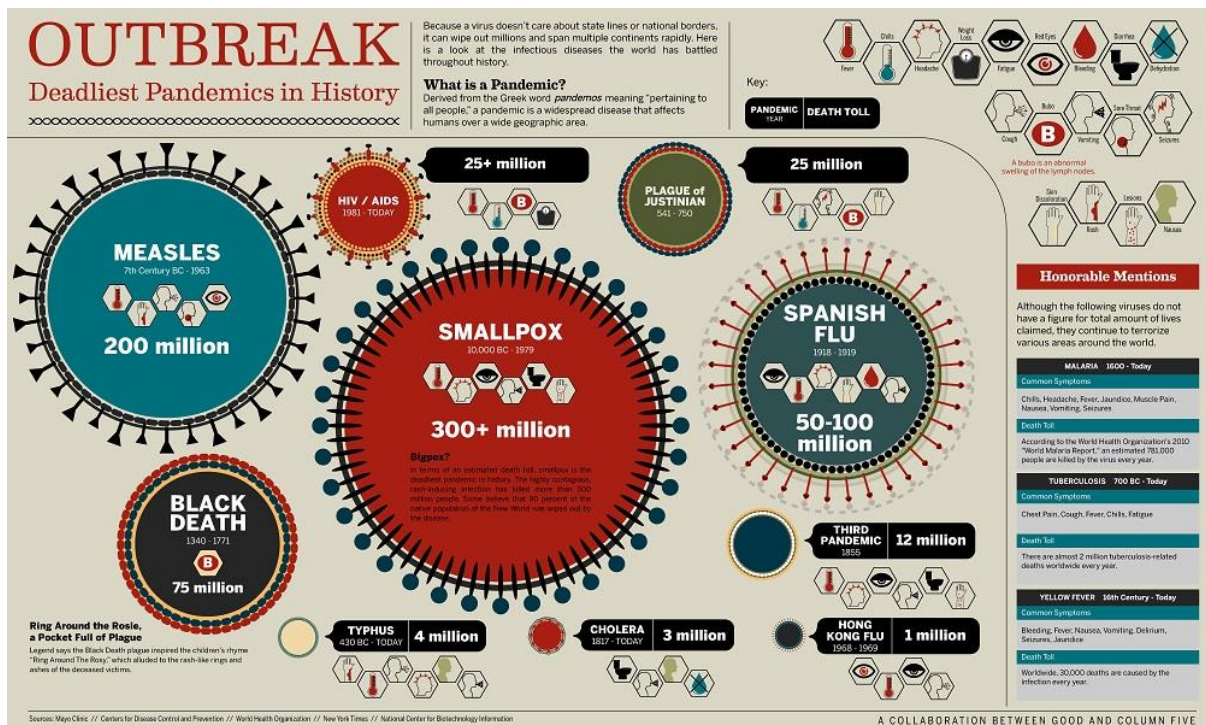 OUTBREAK
Deadliest Pandemics in History
Because a virus doesn't care about state lines or national borders,
it can wipe out millions and span multiple continents rapidly. Here
is a look at the infectious diseases the world has battled
throughout history.
What is a Pandemic?
Derived from the Greek word pandemos meaning "pertaining to
all people," a pandemic is a widespread disease that affects
humans over a wide geographic area.
Key:
PANDEMIC
YEAR
DEATH TOLL
Fever
Chills
Headache
Weight
Loss
Fatigue
Red Eyes
Bleeding
Diarrhea
Dehydration
Cough
Bubo
B
Vomiting
Sore Throat
Seizures
A bubo is an abnormal
swelling of the lymph nodes.
Skin
Discoloration
Rash
Lesions
Nausea
MEASLES
7th Century BC - 1963
200 million
HIV / AIDS
1981 - TODAY
25+ million
B
PLAGUE of
JUSTINIAN
541 - 750
25 million
B
SMALLPOX
10,000 BC - 1979
300+ million
Bigpox?
In terms of an estimated death toll, smallpox is the
deadliest pandemic in history. The highly contagious,
rash-inducing infection has killed more than 300
million people. Some believe that 90 percent of the
native population of the New World was wiped out by
the disease.
SPANISH
FLU
1918 - 1919
50-100
million
BLACK
DEATH
1340 - 1771
B
75 million
Ring Around the Rosie,
a Pocket Full of Plague
Legend says the Black Death plague inspired the children's rhyme
"Ring Around The Rosy," which alluded to the rash-like rings and
ashes of the deceased victims.
THIRD
PANDEMIC
1855
12 million
TYPHUS
430 BC - TODAY
4 million
CHOLERA
1817 - TODAY
3 million
HONG
KONG FLU
1968 - 1969
1 million
Honorable Mentions
Although the following viruses do not
have a figure for total amount of lives
claimed, they continue to terrorize
various areas around the world.
MALARIA 1600 - Today
Common Symptoms
Chills, Headache, Fever, Jaundice, Muscle Pain,
Nausea, Vomiting, Seizures
Death Toll
According to the World Health Organization's 2010
"World Malaria Report," an estimated 781,000
people are killed by the virus every year.
TUBERCULOSIS 700 BC - Today
Common Symptoms
Chest Pain, Cough, Fever, Chills, Fatigue
Death Toll
There are almost 2 million tuberculosis-related
deaths worldwide every year.
YELLOW FEVER 16th Century - Today
Common Symptoms
Bleeding, Fever, Nausea, Vomiting, Delirium,
Seizures, Jaundice
Death Toll
Worldwide, 30,000 deaths are caused by the
infection every year.
Sources: Mayo Clinic // Centers for Disease Control and Prevention // World Health Organization // New York Times // National Center for Biotechnology Information
A COLLABORATION BETWEEN GOOD AND COLUMN FIVE